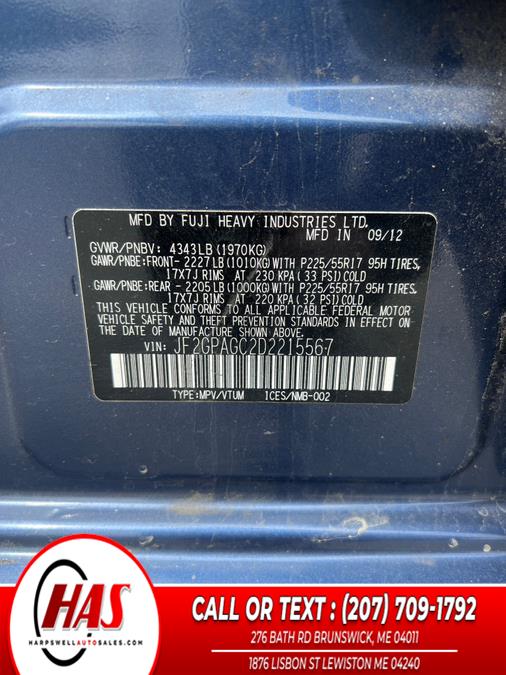 MFD BY FUJI HEAVY INDUSTRIES LTD.
MFD IN 09/12
GVWR/PNBV: 4343LB (1970KG)
GAWR/PNBE:FRONT- 2227LB(1010KG)WITH P225/55R17 95H TIRES,
17X7J RIMS AT 230 KPA (33 PSI)COLD
GAWR/PNBE:REAR - 2205LB(1000KG)WITH P225/55R17 95H TIRES,
17X7J RIMS AT 220 KPA (32 PSI)COLD
THIS VEHICLE CONFORMS TO ALL APPLICABLE FEDERAL MOTOR
VEHICLE SAFETY STANDARDS IN EFFECT ON THE DATE OF
MANUFACTURE SHOWN ABOVE.
VIN: JF2GPAGC2D2215567
TYPE:MPV/VTUM ICES/NMB-002
HAS
HARPSWELLAUTOSALES.COM
CALL OR TEXT : (207) 709-1792
276 BATH RD BRUNSWICK, ME 04011
1876 LISBON ST LEWISTON ME 04240